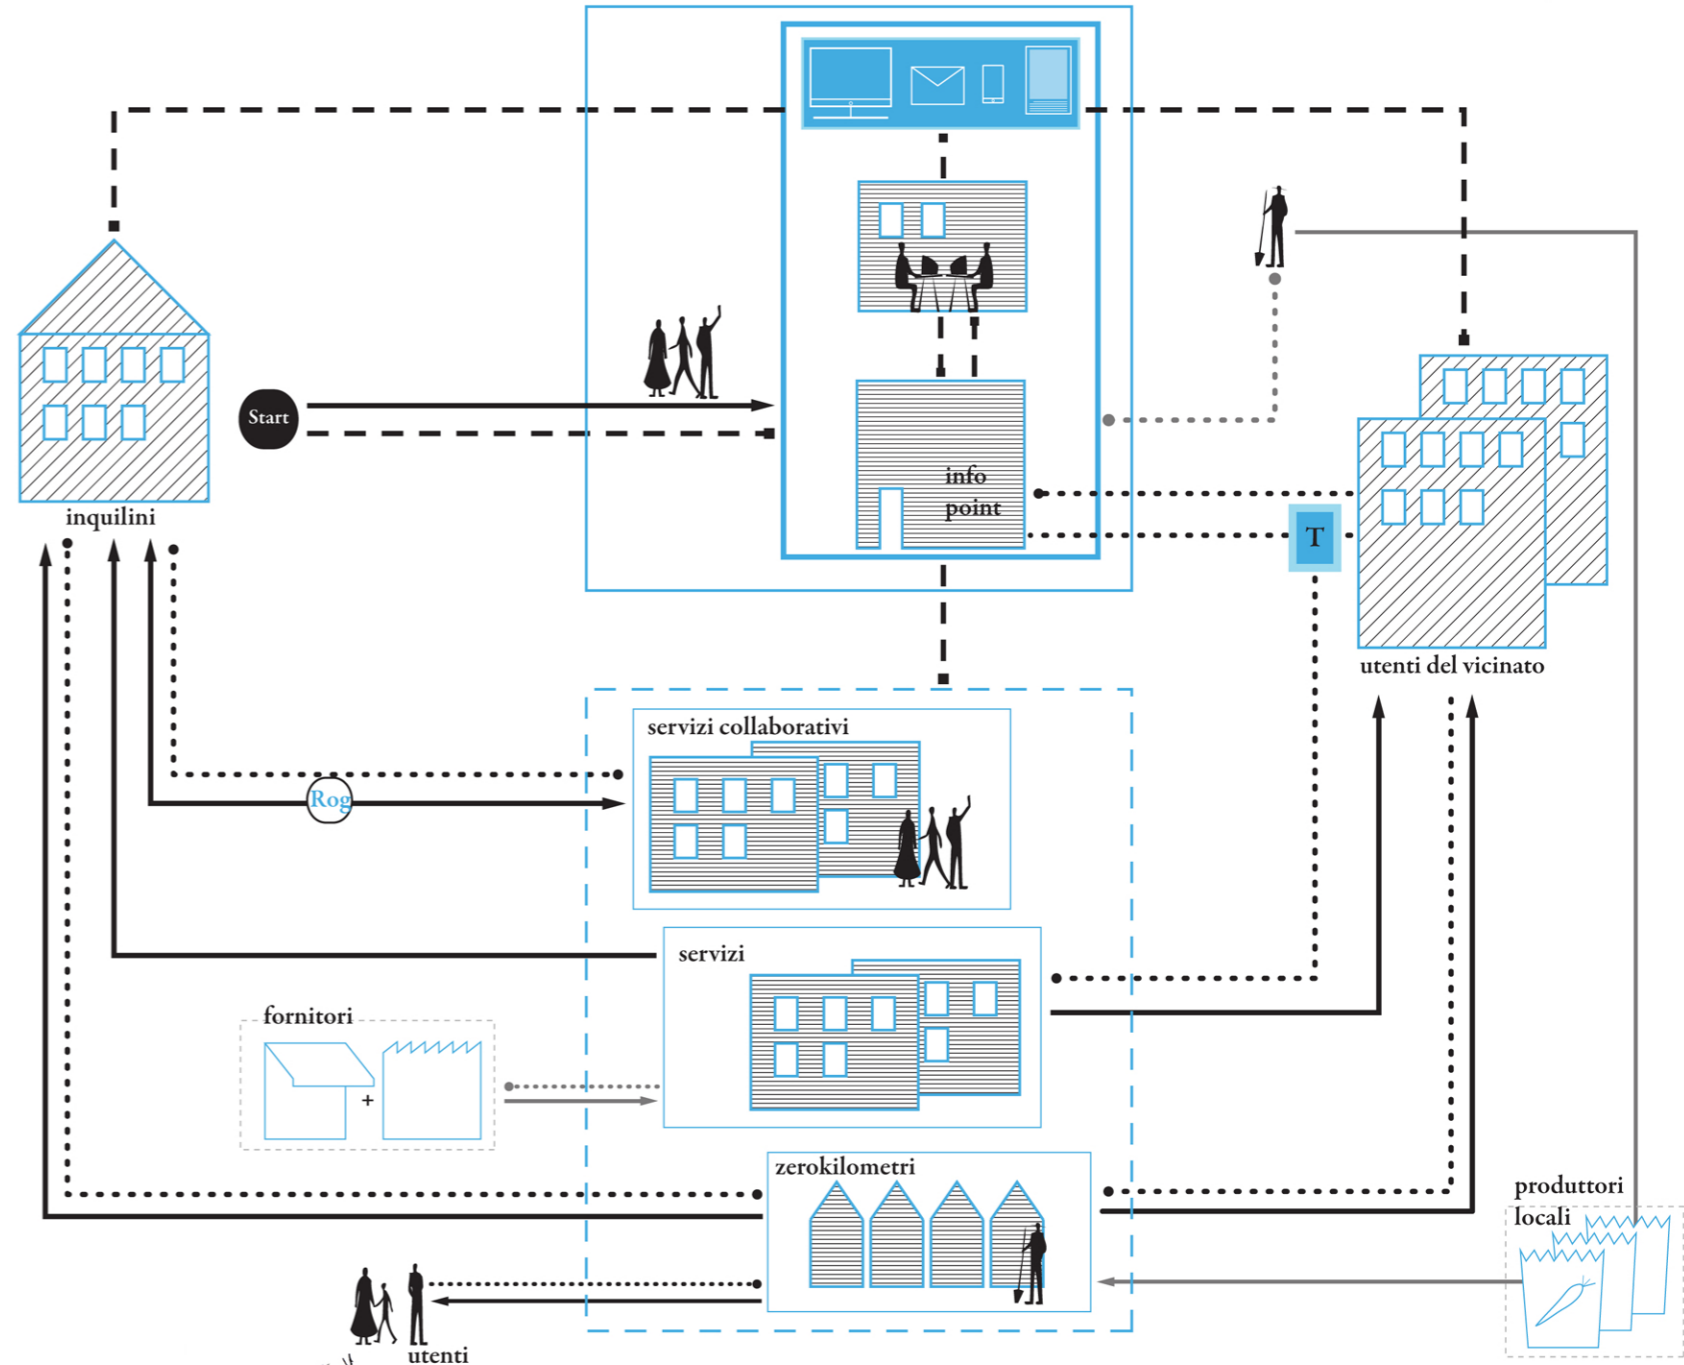 Start
info
point
inquilini
T
utenti del vicinato
servizi collaborativi
Rog
servizi
fornitori
+
zerokilometri
produttori
locali
utenti